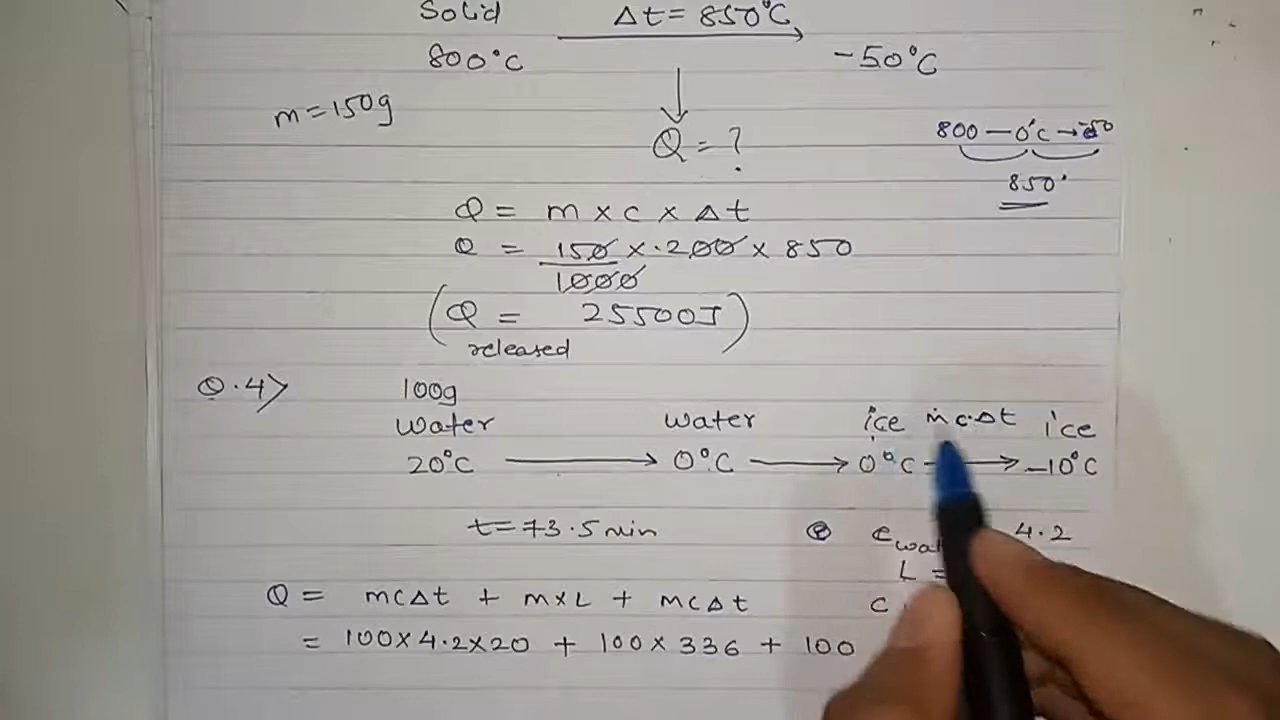 Solid Δt = 850°C
800°C -50°C
m = 150g
Q = ?
800 — 0°C → -50
850°
Q = m × c × Δt
Q = 150 × .200 × 850
1000
(Q = 25500J)
released
Q.4> 100g
Water Water ice m c·Δt ice
20°C → 0°C → 0°C → -10°C
t = 73.5 min 4.2
L =
Q = mcΔt + m×L + mcΔt c
= 100×4.2×20 + 100×336 + 100